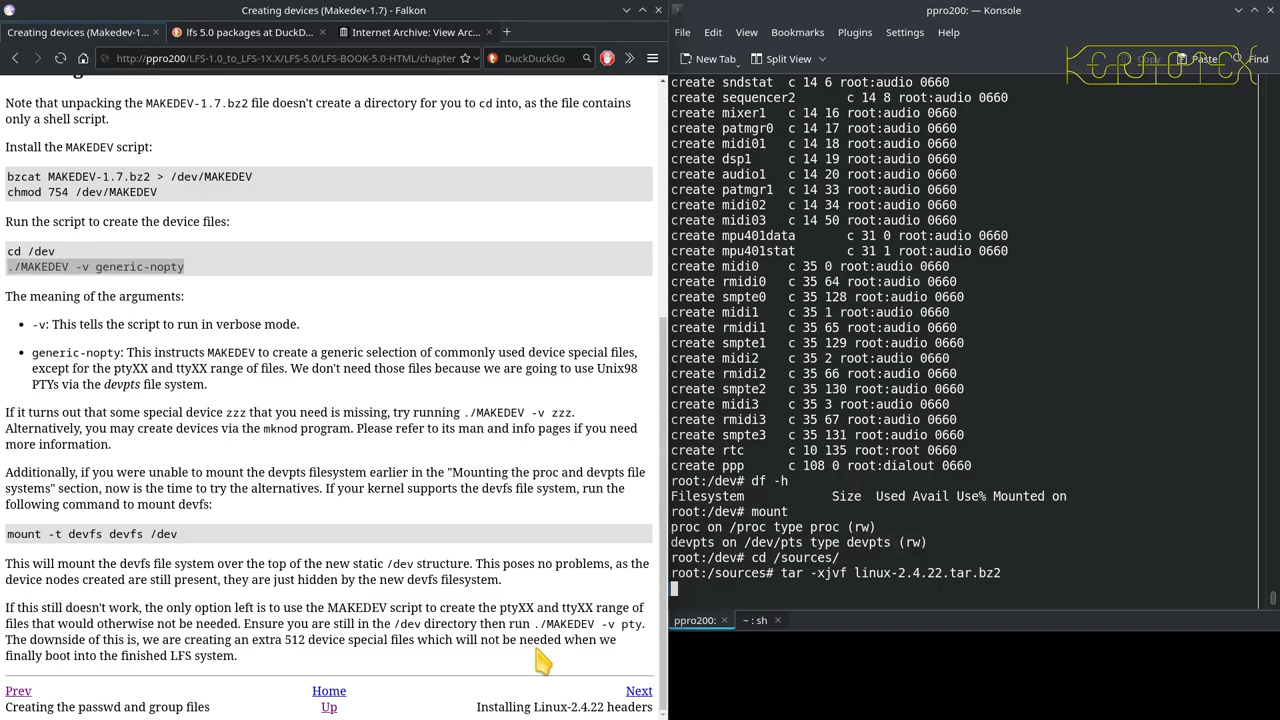 Creating devices (Makedev-1.7) - Falkon
Creating devices (Makedev-1...
lfs 5.0 packages at DuckD...
Internet Archive: View Arc...
http://ppro200/LFS-1.0_to_LFS-1X.X/LFS-5.0/LFS-BOOK-5.0-HTML/chapter
DuckDuckGo
Note that unpacking the MAKEDEV-1.7.bz2 file doesn't create a directory for you to cd into, as the file contains
only a shell script.
Install the MAKEDEV script:
bzcat MAKEDEV-1.7.bz2 > /dev/MAKEDEV
chmod 754 /dev/MAKEDEV
Run the script to create the device files:
cd /dev
./MAKEDEV -v generic-nopty
The meaning of the arguments:
• -v: This tells the script to run in verbose mode.
• generic-nopty: This instructs MAKEDEV to create a generic selection of commonly used device special files,
except for the ptyXX and ttyXX range of files. We don't need those files because we are going to use Unix98
PTYs via the devpts file system.
If it turns out that some special device zzz that you need is missing, try running ./MAKEDEV -v zzz.
Alternatively, you may create devices via the mknod program. Please refer to its man and info pages if you need
more information.
Additionally, if you were unable to mount the devpts filesystem earlier in the "Mounting the proc and devpts file
systems" section, now is the time to try the alternatives. If your kernel supports the devfs file system, run the
following command to mount devfs:
mount -t devfs devfs /dev
This will mount the devfs file system over the top of the new static /dev structure. This poses no problems, as the
device nodes created are still present, they are just hidden by the new devfs filesystem.
If this still doesn't work, the only option left is to use the MAKEDEV script to create the ptyXX and ttyXX range of
files that would otherwise not be needed. Ensure you are still in the /dev directory then run ./MAKEDEV -v pty.
The downside of this is, we are creating an extra 512 device special files which will not be needed when we
finally boot into the finished LFS system.
Prev Home Next
Creating the passwd and group files Up Installing Linux-2.4.22 headers
ppro200: — Konsole
File Edit View Bookmarks Plugins Settings Help
New Tab Split View Copy Paste Find
create sndstat c 14 6 root:audio 0660
create sequencer2 c 14 8 root:audio 0660
create mixer1 c 14 16 root:audio 0660
create patmgr0 c 14 17 root:audio 0660
create midi01 c 14 18 root:audio 0660
create dsp1 c 14 19 root:audio 0660
create audio1 c 14 20 root:audio 0660
create patmgr1 c 14 33 root:audio 0660
create midi02 c 14 34 root:audio 0660
create midi03 c 14 50 root:audio 0660
create mpu401data c 31 0 root:audio 0660
create mpu401stat c 31 1 root:audio 0660
create midi0 c 35 0 root:audio 0660
create rmidi0 c 35 64 root:audio 0660
create smpte0 c 35 128 root:audio 0660
create midi1 c 35 1 root:audio 0660
create rmidi1 c 35 65 root:audio 0660
create smpte1 c 35 129 root:audio 0660
create midi2 c 35 2 root:audio 0660
create rmidi2 c 35 66 root:audio 0660
create smpte2 c 35 130 root:audio 0660
create midi3 c 35 3 root:audio 0660
create rmidi3 c 35 67 root:audio 0660
create smpte3 c 35 131 root:audio 0660
create rtc c 10 135 root:root 0660
create ppp c 108 0 root:dialout 0660
root:/dev# df -h
Filesystem Size Used Avail Use% Mounted on
root:/dev# mount
proc on /proc type proc (rw)
devpts on /dev/pts type devpts (rw)
root:/dev# cd /sources/
root:/sources# tar -xjvf linux-2.4.22.tar.bz2
ppro200:
~ : sh